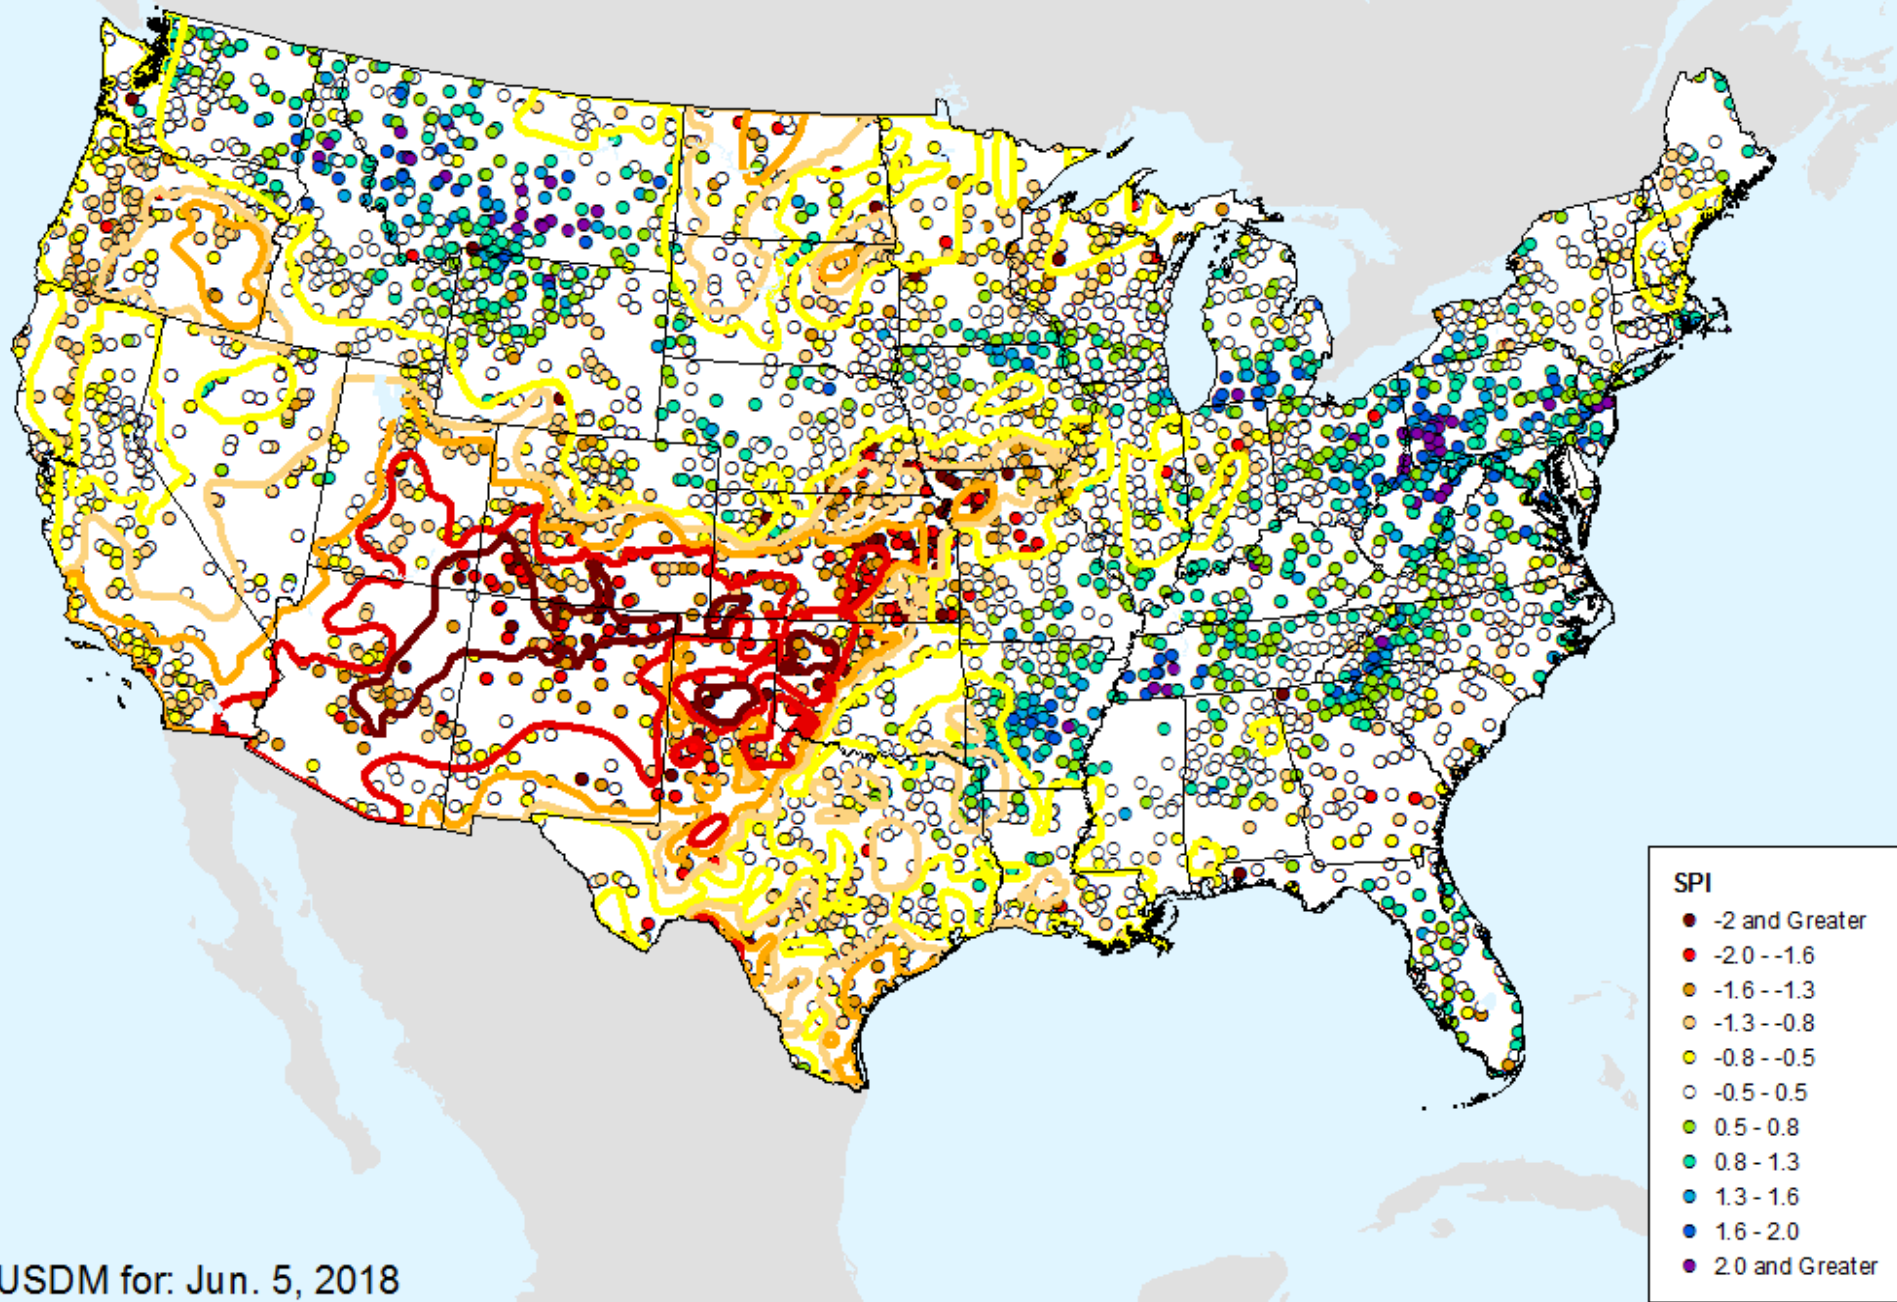 SPI
-2 and Greater
-2.0 - -1.6
-1.6 - -1.3
-1.3 - -0.8
-0.8 - -0.5
-0.5 - 0.5
0.5 - 0.8
0.8 - 1.3
1.3 - 1.6
1.6 - 2.0
2.0 and Greater
USDM for: Jun. 5, 2018